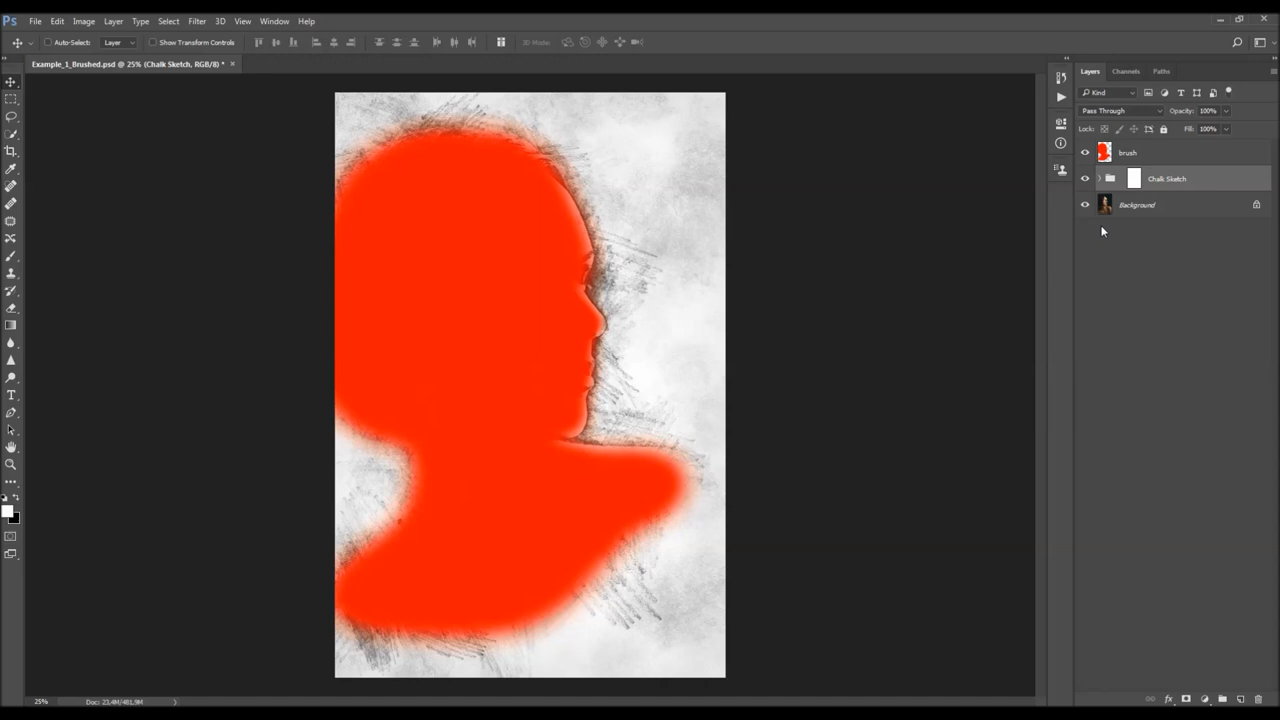 Ps File Edit Image Layer Type Select Filter 3D View Window Help
Auto-Select: Layer Show Transform Controls 3D Mode:
Example_1_Brushed.psd @ 25% (Chalk Sketch, RGB/8) * ×
Layers Channels Paths
Kind
Pass Through Opacity: 100%
Lock: Fill: 100%
brush
Chalk Sketch
Background
25% Doc: 23,4M/481,9M